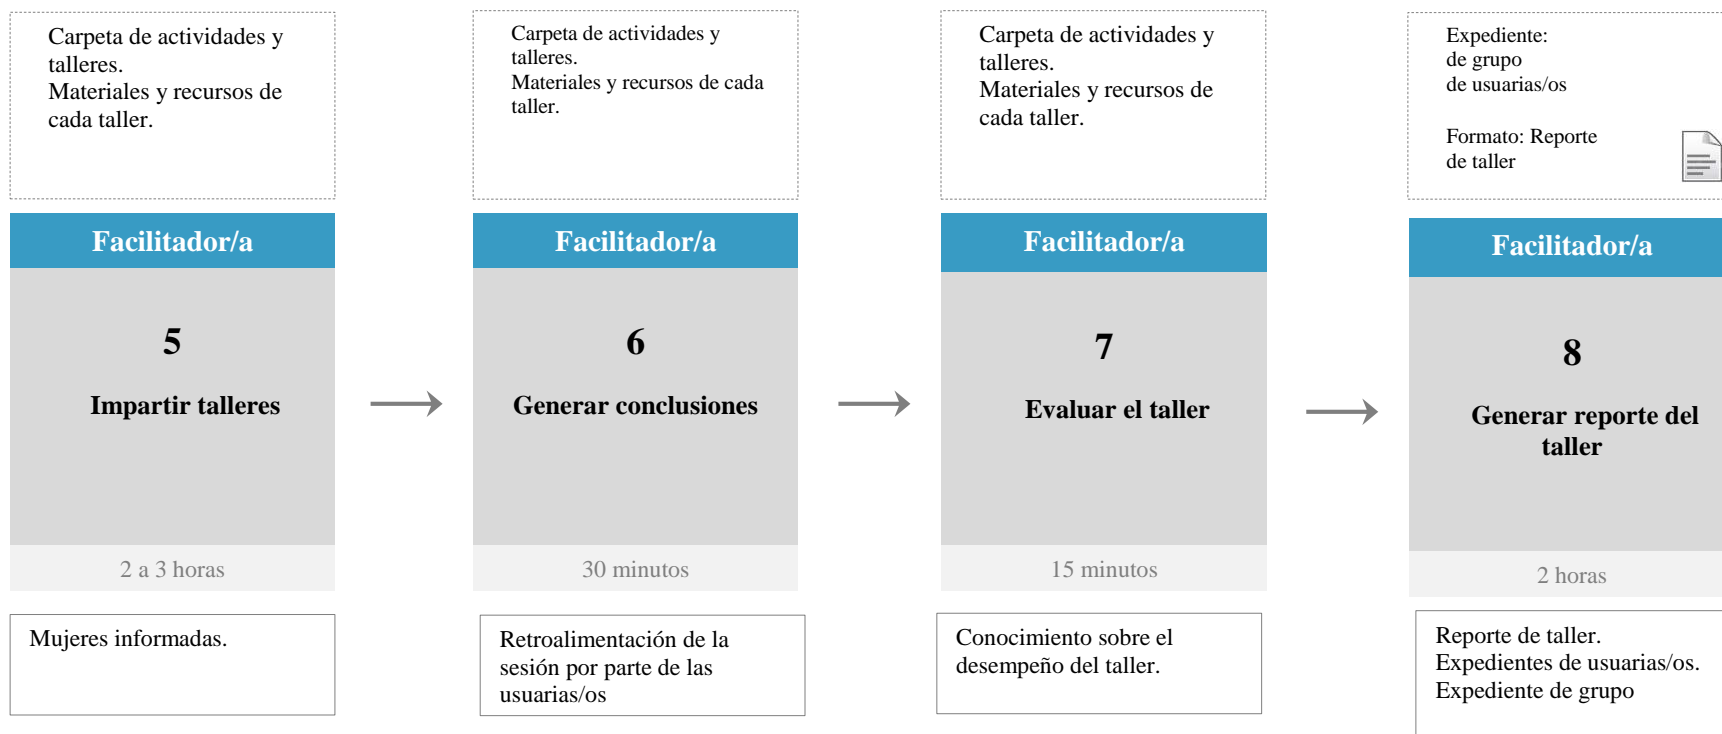 Carpeta de actividades y
talleres.
Materiales y recursos de
cada taller.
Facilitador/a
5
Impartir talleres
2 a 3 horas
Mujeres informadas.
Carpeta de actividades y
talleres.
Materiales y recursos de cada
taller.
Facilitador/a
6
Generar conclusiones
30 minutos
Retroalimentación de la
sesión por parte de las
usuarias/os
Carpeta de actividades y
talleres.
Materiales y recursos de
cada taller.
Facilitador/a
7
Evaluar el taller
15 minutos
Conocimiento sobre el
desempeño del taller.
Expediente:
de grupo
de usuarias/os
Formato: Reporte
de taller
Facilitador/a
8
Generar reporte del
taller
2 horas
Reporte de taller.
Expedientes de usuarias/os.
Expediente de grupo